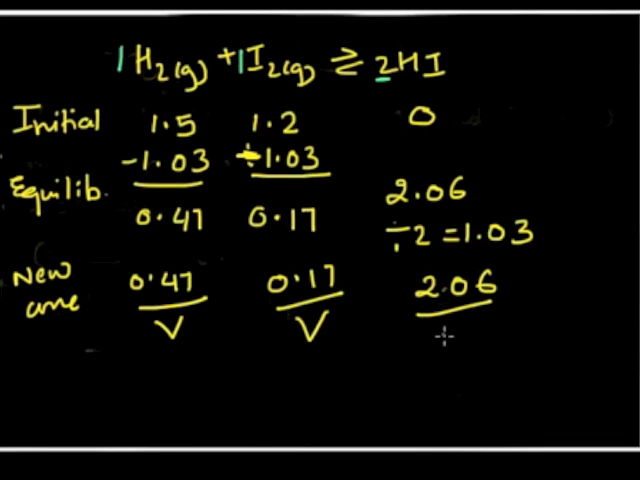 1H2(g) + 1I2(g) ⇌ 2HI
Initial 1.5 1.2 0
-1.03 -1.03
Equilib. 2.06
0.47 0.17
÷2 = 1.03
New
conc 0.47 0.17 2.06
V V